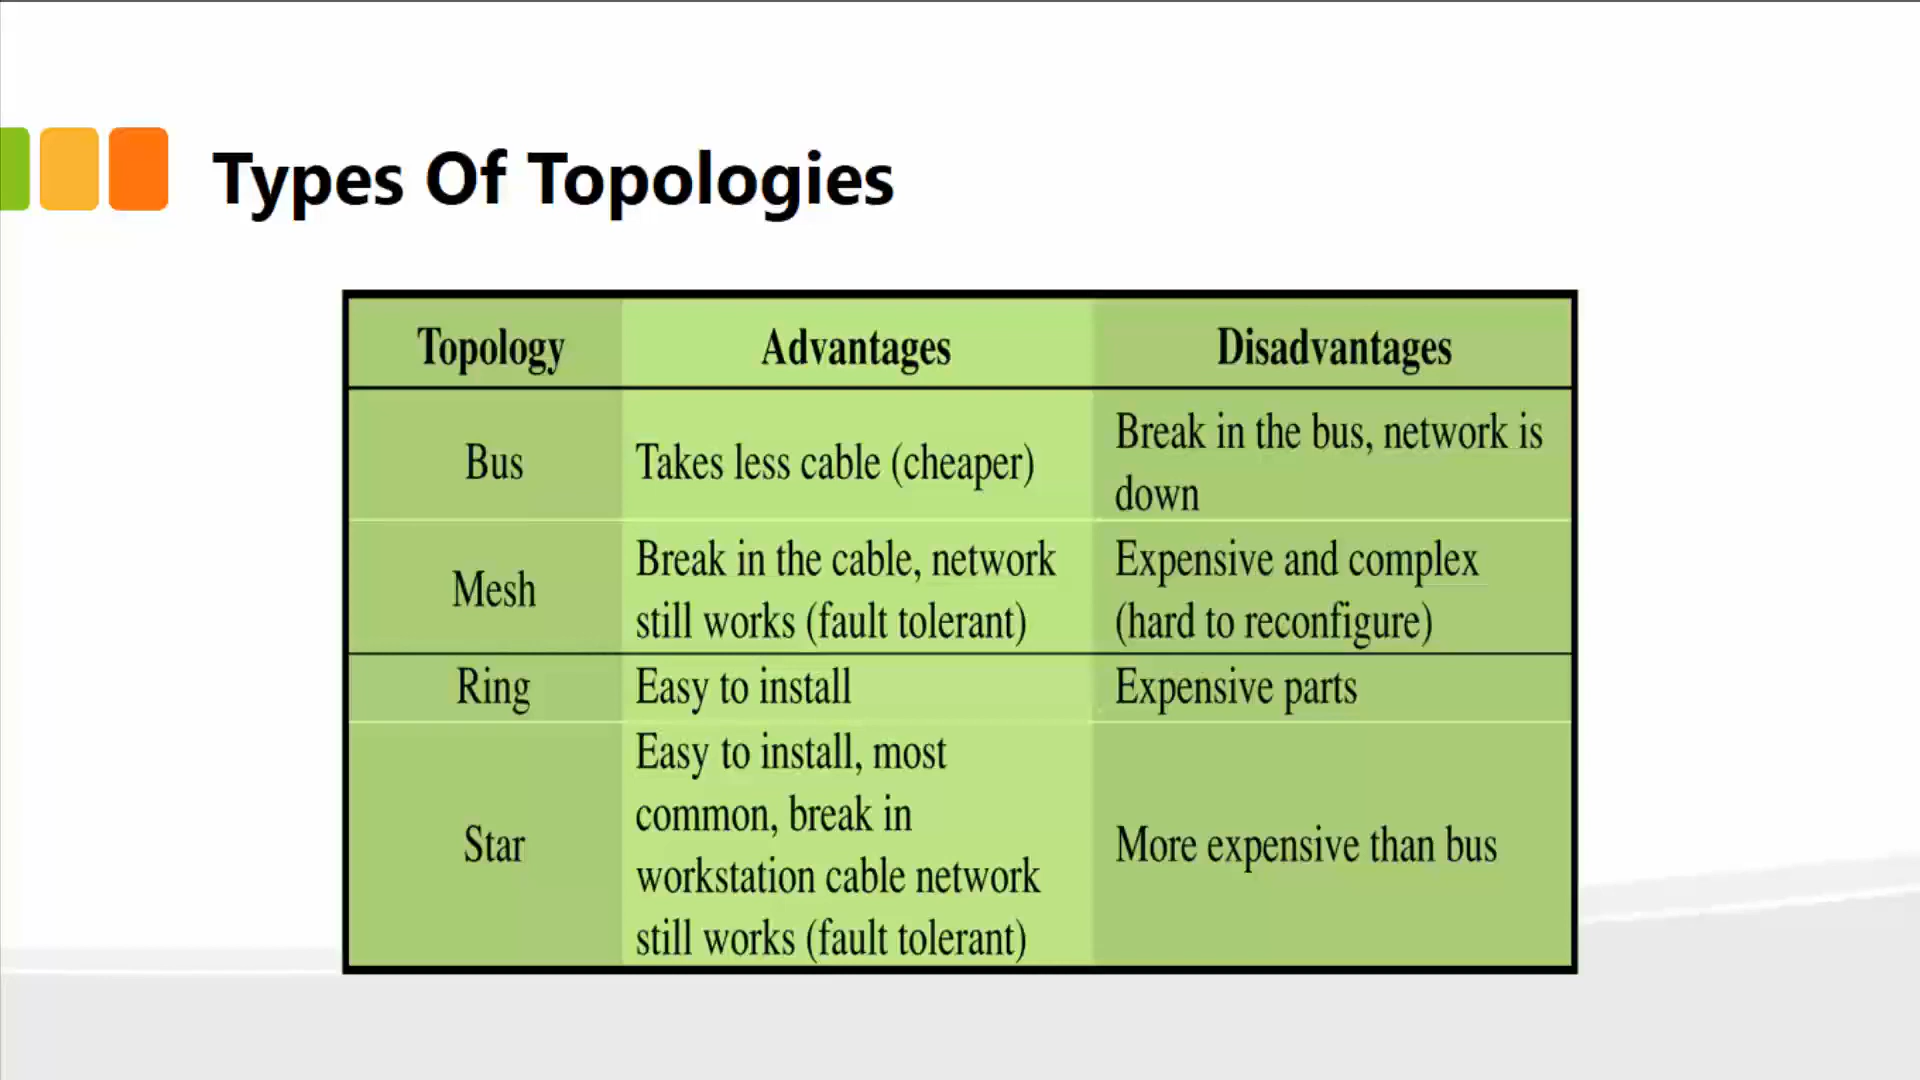 Types Of Topologies
Topology Advantages Disadvantages
Bus Takes less cable (cheaper) Break in the bus, network is
down
Mesh Break in the cable, network
still works (fault tolerant) Expensive and complex
(hard to reconfigure)
Ring Easy to install Expensive parts
Star Easy to install, most
common, break in
workstation cable network
still works (fault tolerant) More expensive than bus